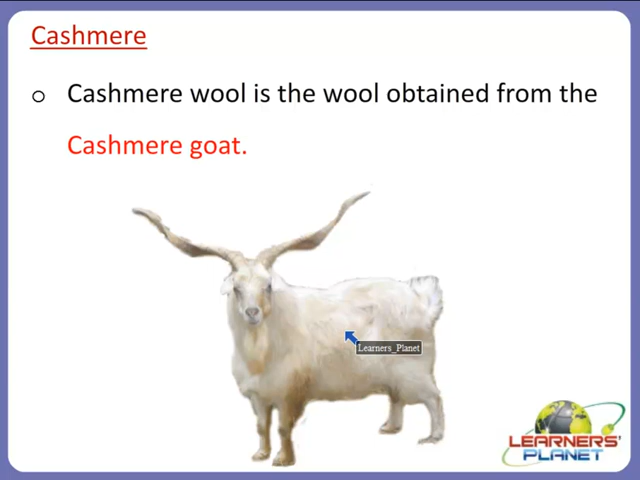 Cashmere
o Cashmere wool is the wool obtained from the
Cashmere goat.
Learners_Planet
LEARNERS'
PLANET